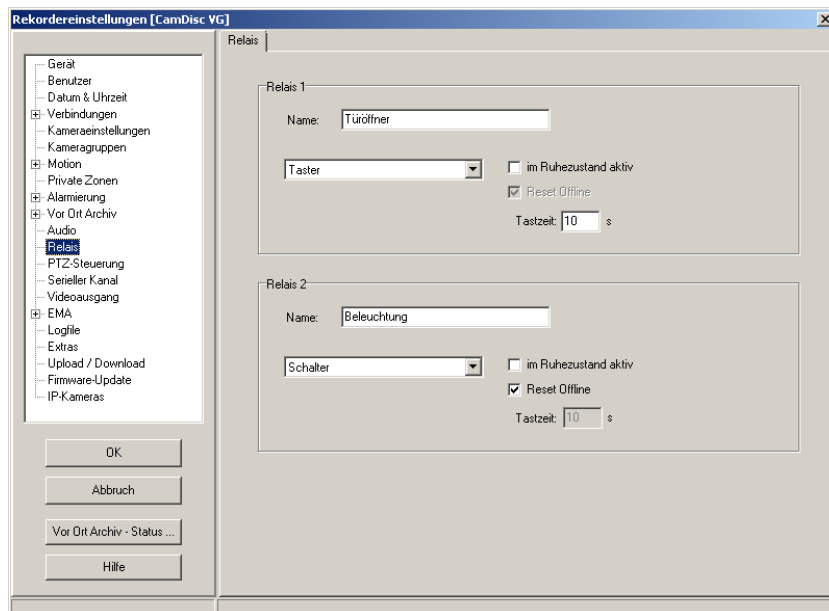 Rekordereinstellungen [CamDisc VG]
Gerät
Benutzer
Datum & Uhrzeit
Verbindungen
Kameraeinstellungen
Kameragruppen
Motion
Private Zonen
Alarmierung
Vor Ort Archiv
Audio
Relais
PTZ-Steuerung
Serieller Kanal
Videoausgang
EMA
Logfile
Extras
Upload / Download
Firmware-Update
IP-Kameras
OK
Abbruch
Vor Ort Archiv - Status ...
Hilfe
Relais
Relais 1
Name: Türöffner
Taster
im Ruhezustand aktiv
Reset Offline
Tastzeit: 10 s
Relais 2
Name: Beleuchtung
Schalter
im Ruhezustand aktiv
Reset Offline
Tastzeit: 10 s